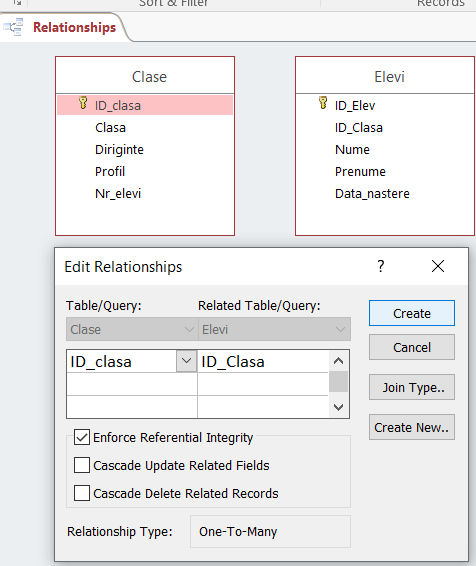 Sort & Filter
Records
Relationships
Clase
ID_clasa
Clasa
Diriginte
Profil
Nr_elevi
Elevi
ID_Elev
ID_Clasa
Nume
Prenume
Data_nastere
Edit Relationships
?
Table/Query:
Related Table/Query:
Clase
Elevi
ID_clasa
ID_Clasa
Enforce Referential Integrity
Cascade Update Related Fields
Cascade Delete Related Records
Relationship Type:
One-To-Many
Create
Cancel
Join Type..
Create New..